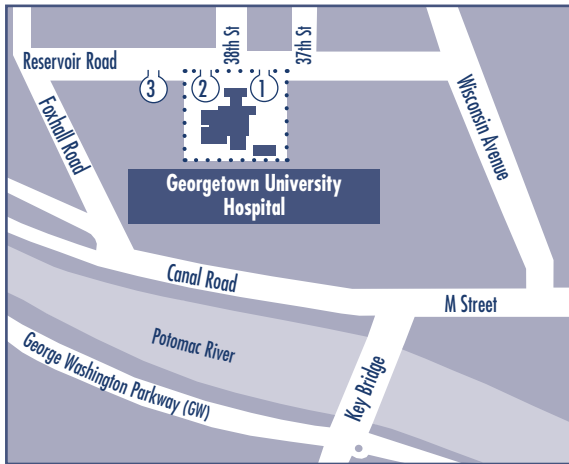 38th St
37th St
Reservoir Road
3
2
1
Foxhall Road
Wisconsin Avenue
Georgetown University
Hospital
Canal Road
M Street
Potomac River
Key Bridge
George Washington Parkway (GW)